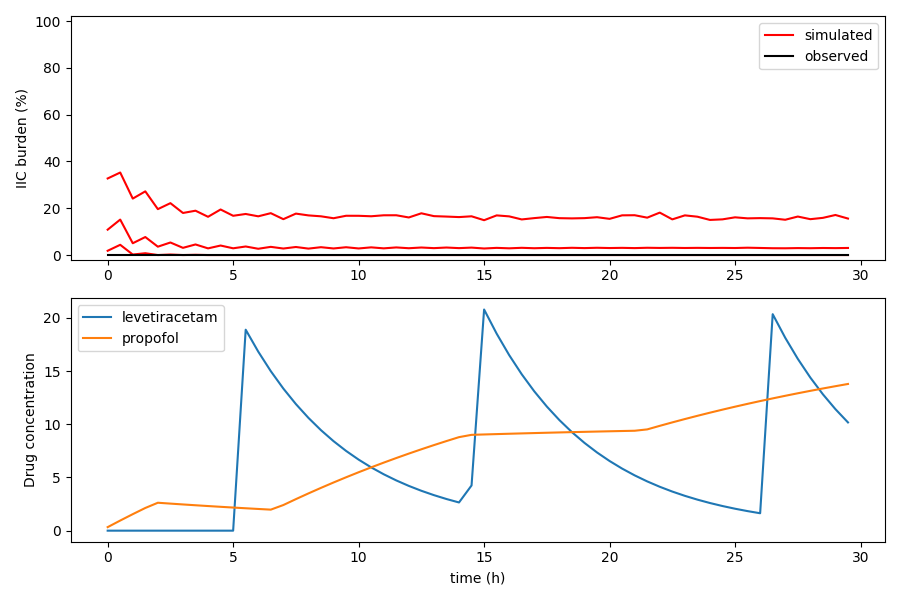 IIC burden (%)
100
80
60
40
20
0
simulated
observed
0 5 10 15 20 25 30
Drug concentration
20
15
10
5
0
levetiracetam
propofol
0 5 10 15 20 25 30
time (h)